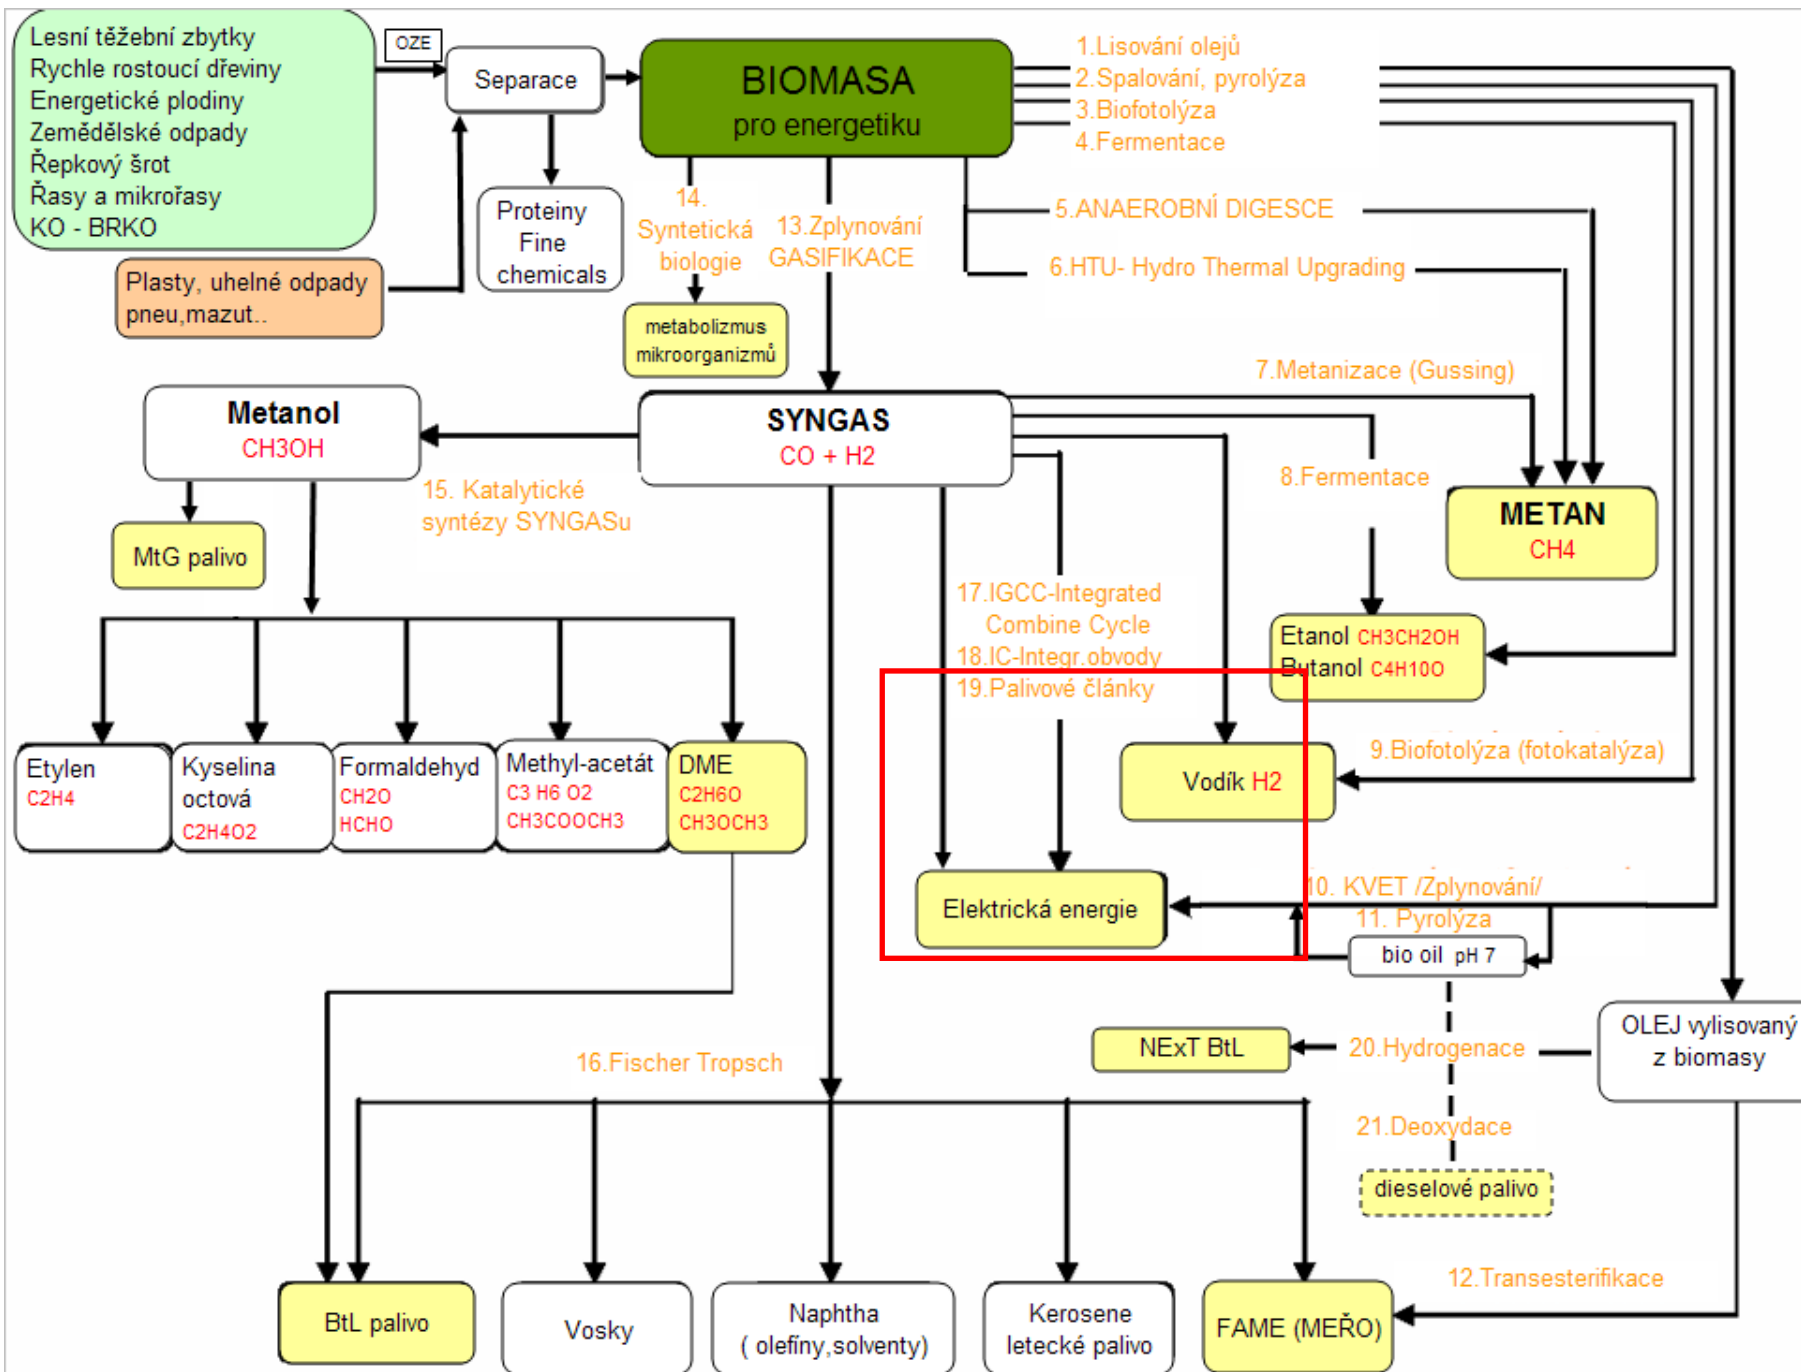 Lesní těžební zbytky
Rychle rostoucí dřeviny
Energetické plodiny
Zemědělské odpady
Řepkový šrot
Řasy a mikrořasy
KO - BRKO
OZE
Separace
BIOMASA
pro energetiku
1.Lisování olejů
2.Spalování, pyrolýza
3.Biofotolýza
4.Fermentace
Proteiny
Fine
chemicals
Plasty, uhelné odpady
pneu,mazut..
14.
Syntetická
biologie
13.Zplynování
GASIFIKACE
5.ANAEROBNÍ DIGESCE
6.HTU- Hydro Thermal Upgrading
metabolizmus
mikroorganizmů
7.Metanizace (Gussing)
Metanol
CH3OH
SYNGAS
CO + H2
8.Fermentace
15. Katalytické
syntézy SYNGASu
METAN
CH4
MtG palivo
17.IGCC-Integrated
Combine Cycle
18.IC-Integr.obvody
19.Palivové články
Etanol CH3CH2OH
Butanol C4H10O
Etylen
C2H4
Kyselina
octová
C2H4O2
Formaldehyd
CH2O
HCHO
Methyl-acetát
C3 H6 O2
CH3COOCH3
DME
C2H6O
CH3OCH3
Vodík H2
9.Biofotolýza (fotokatalýza)
Elektrická energie
10. KVET /Zplynování/
11. Pyrolýza
bio oil pH 7
OLEJ vylisovaný
z biomasy
NExT BtL
20.Hydrogenace
16.Fischer Tropsch
21.Deoxydace
dieselové palivo
12.Transesterifikace
BtL palivo
Vosky
Naphtha
( olefíny,solventy)
Kerosene
letecké palivo
FAME (MEŘO)